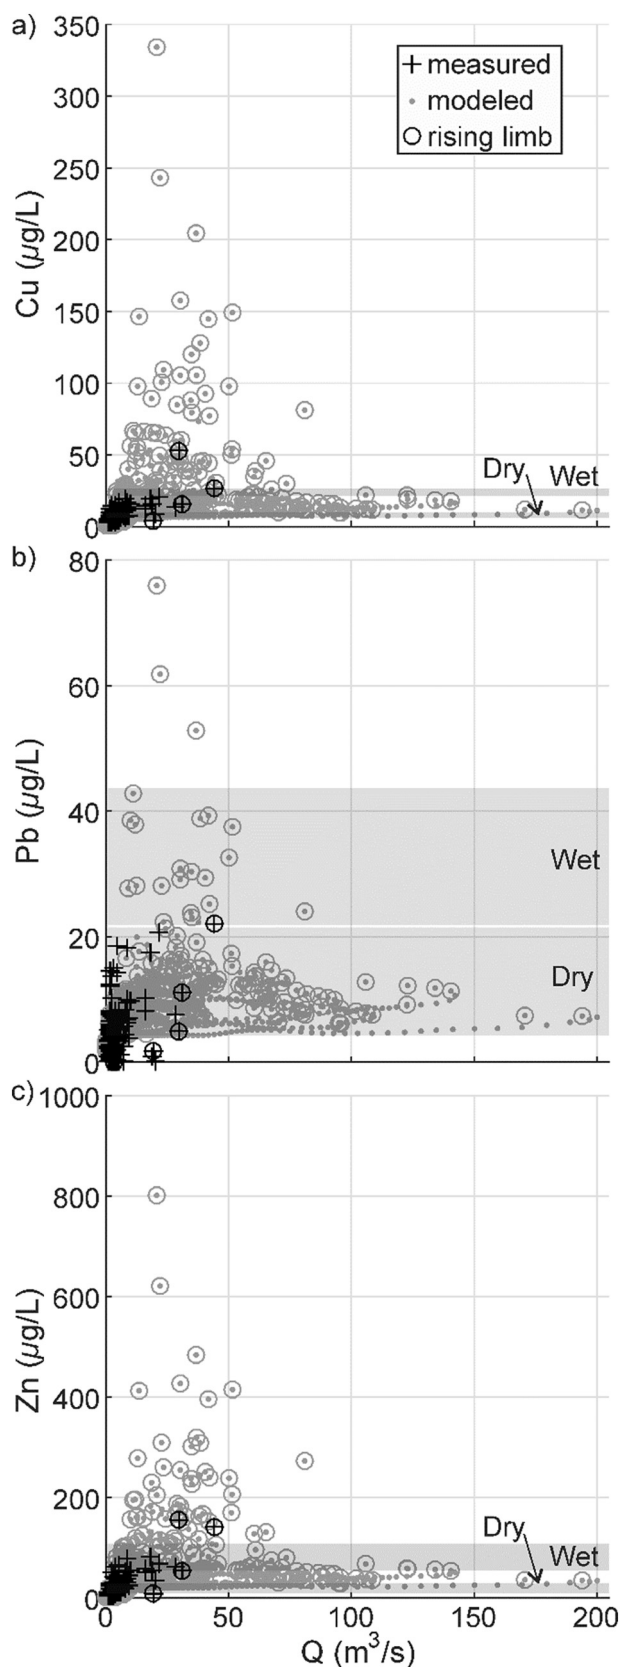 a)
350
300
250
200
150
100
50
0
Cu (µg/L)
+ measured
• modeled
○ rising limb
Dry
Wet
b)
80
60
40
20
0
Pb (µg/L)
Wet
Dry
c)
1000
800
600
400
200
0
Zn (µg/L)
Dry
Wet
0 50 100 150 200
Q (m³/s)